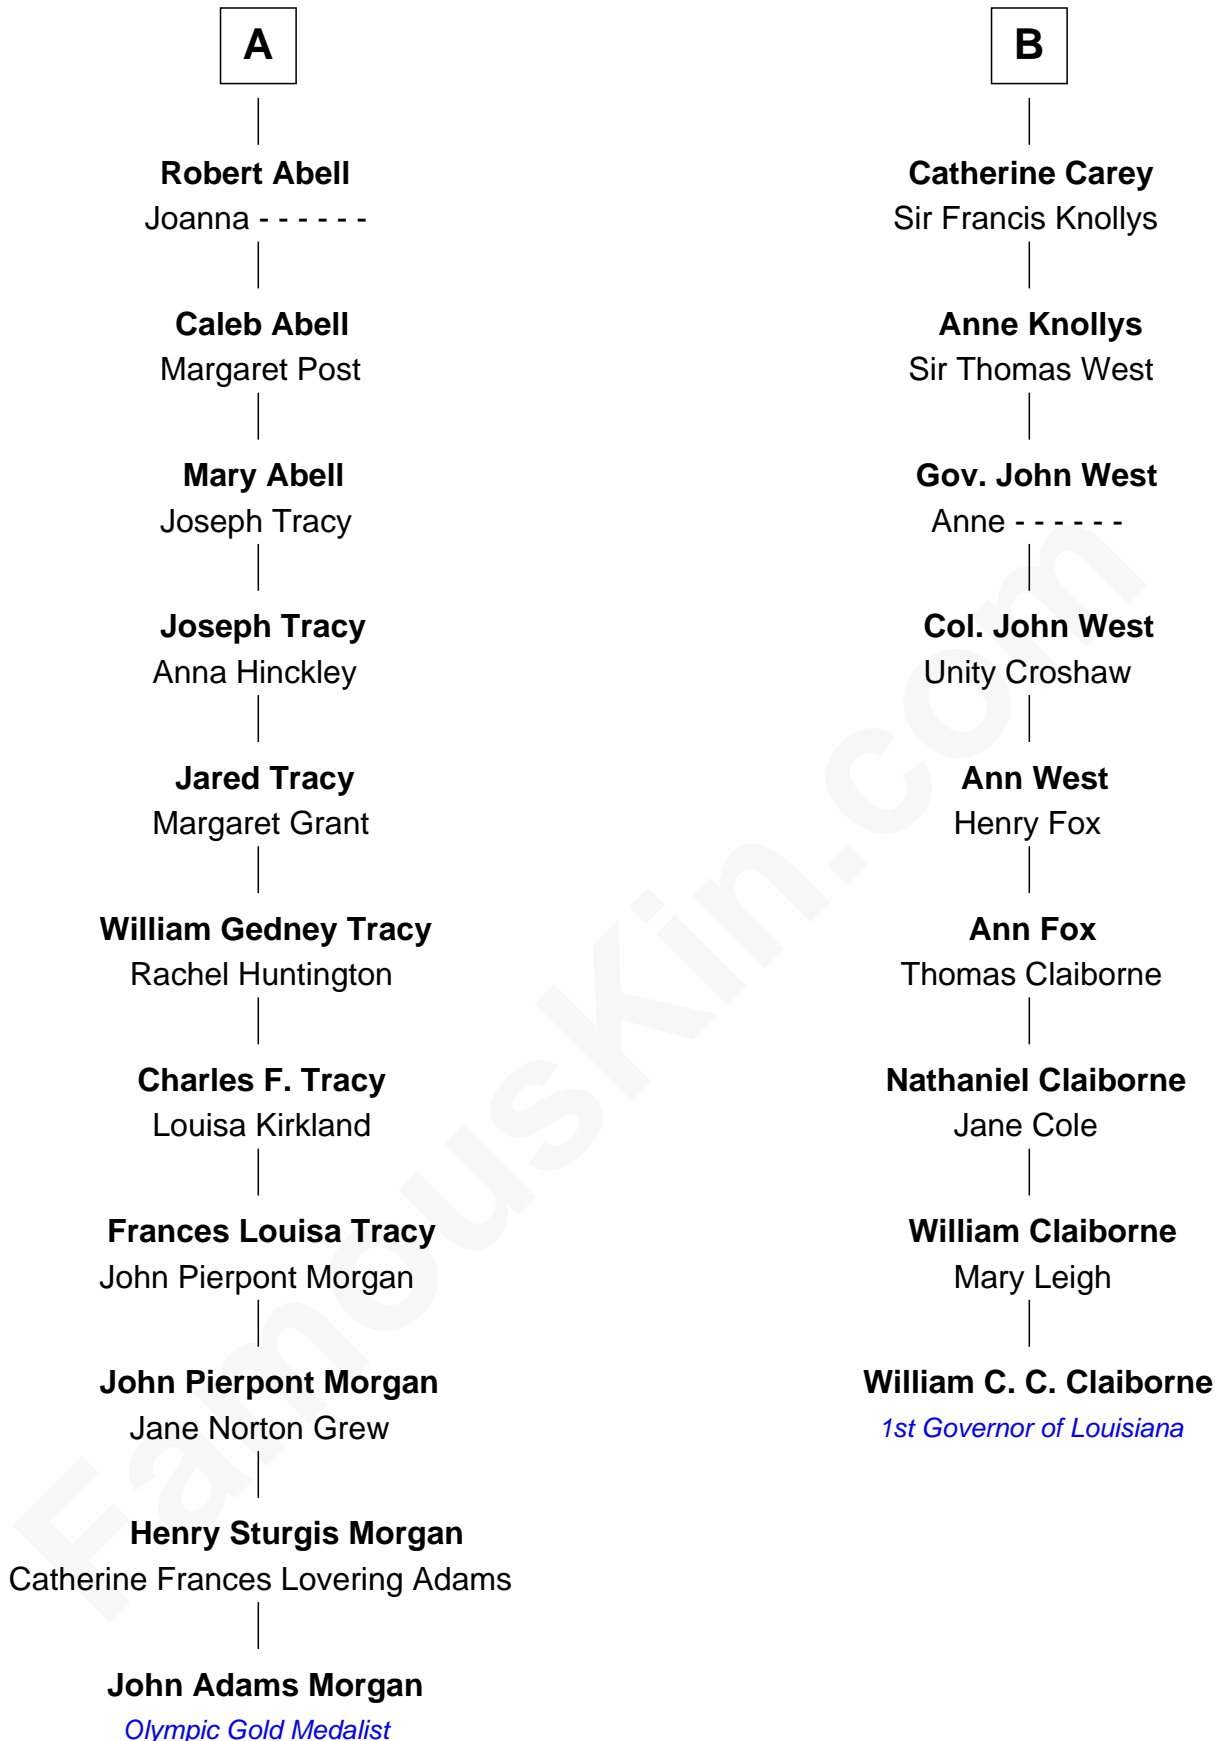 A
Robert Abell
Joanna - - - - - -
Caleb Abell
Margaret Post
Mary Abell
Joseph Tracy
Joseph Tracy
Anna Hinckley
Jared Tracy
Margaret Grant
William Gedney Tracy
Rachel Huntington
Charles F. Tracy
Louisa Kirkland
Frances Louisa Tracy
John Pierpont Morgan
John Pierpont Morgan
Jane Norton Grew
Henry Sturgis Morgan
Catherine Frances Lovering Adams
John Adams Morgan
Olympic Gold Medalist
B
Catherine Carey
Sir Francis Knollys
Anne Knollys
Sir Thomas West
Gov. John West
Anne - - - - - -
Col. John West
Unity Croshaw
Ann West
Henry Fox
Ann Fox
Thomas Claiborne
Nathaniel Claiborne
Jane Cole
William Claiborne
Mary Leigh
William C. C. Claiborne
1st Governor of Louisiana
FamousKin.com